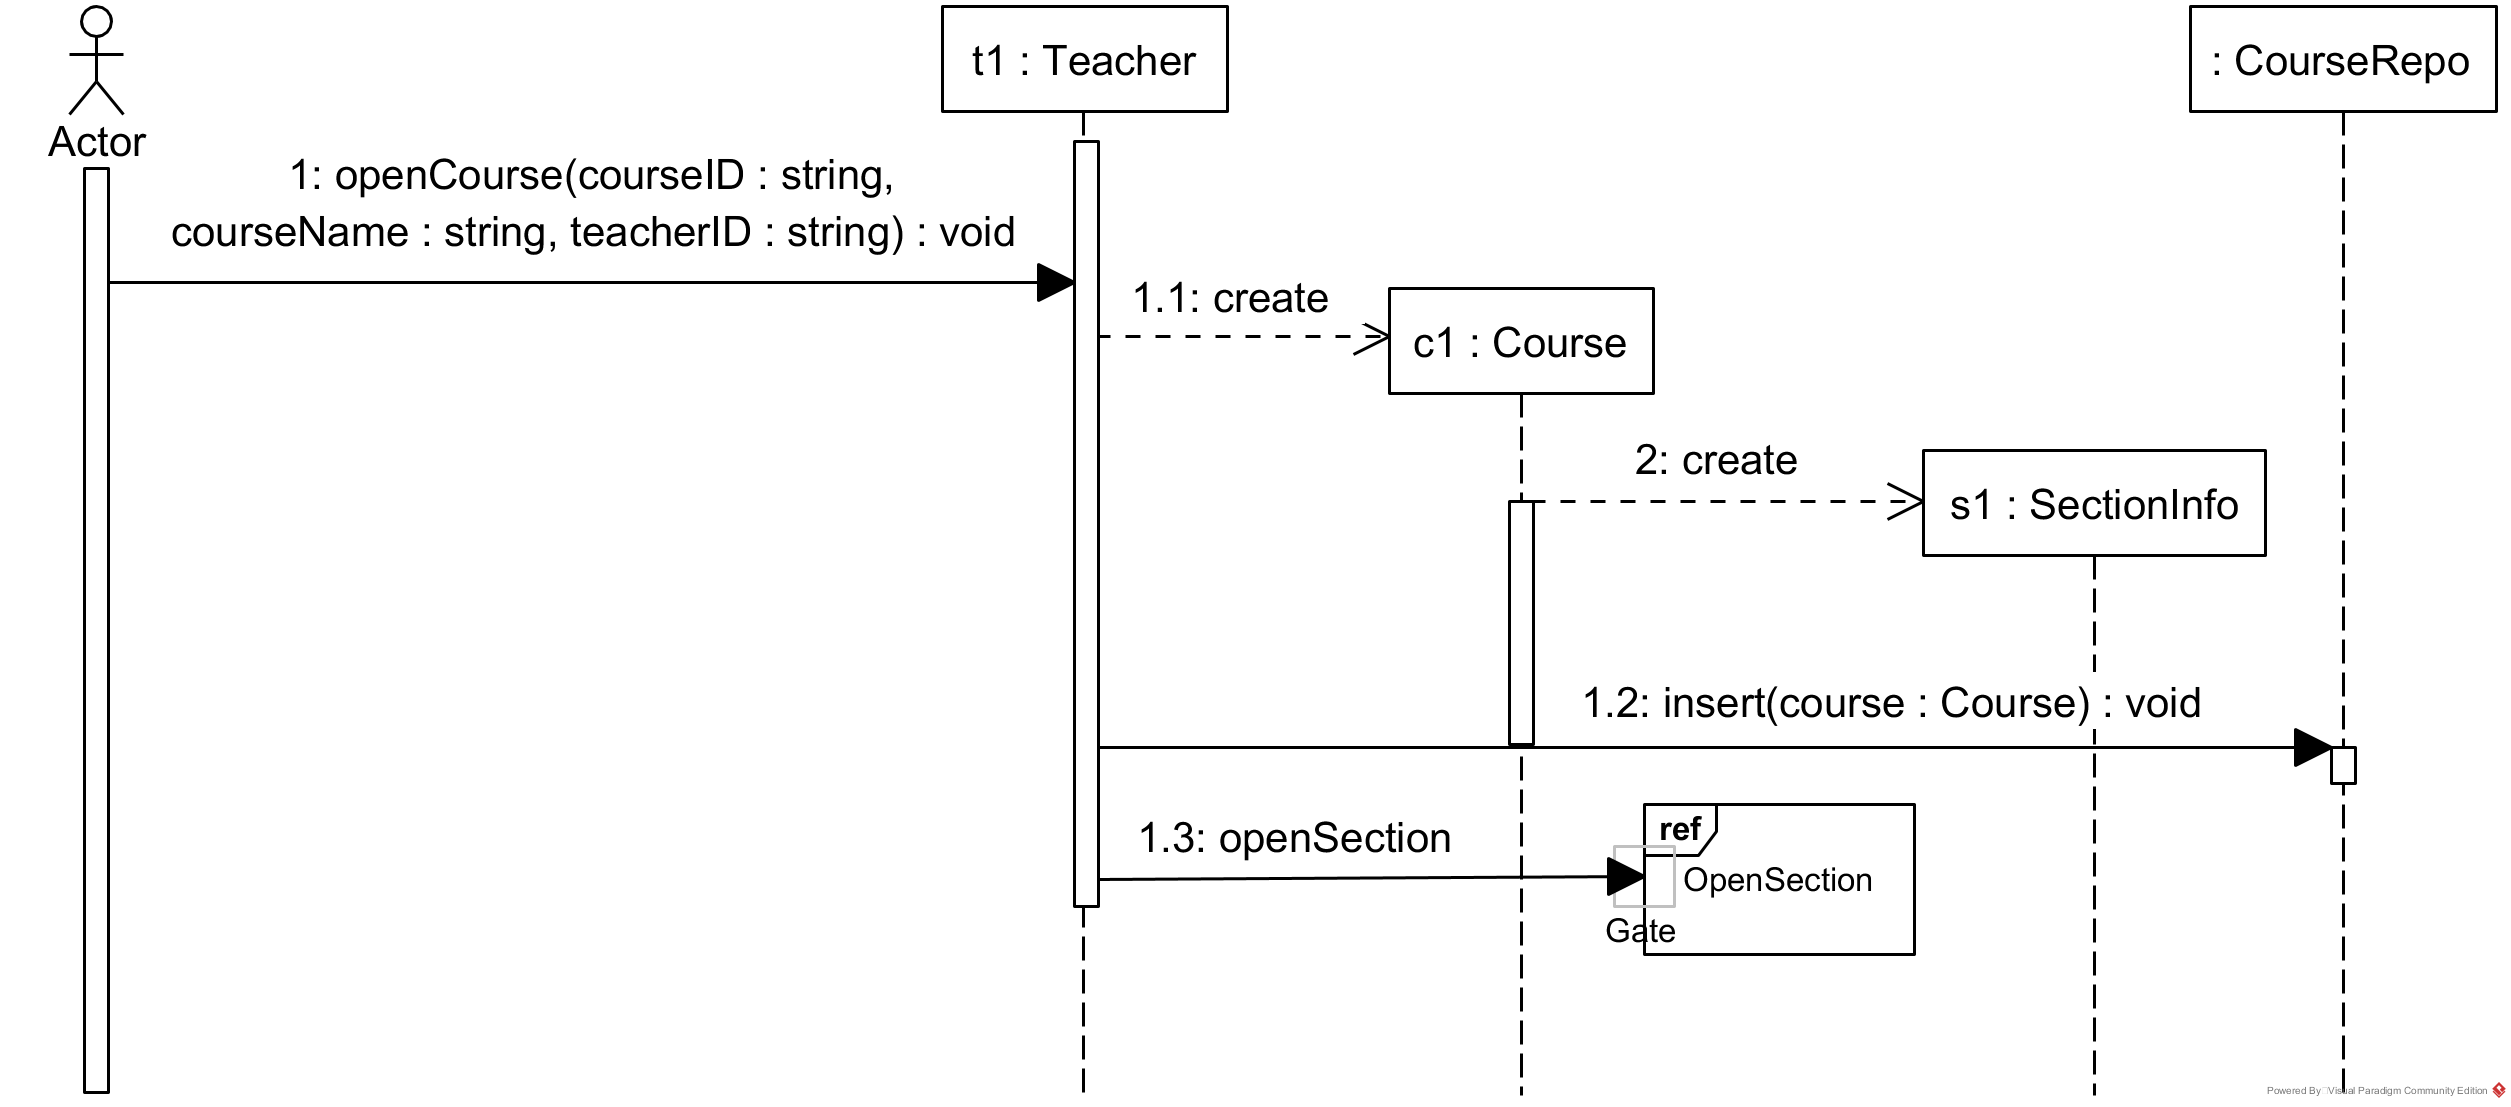 Actor
t1 : Teacher
: CourseRepo
1: openCourse(courseID : string,
courseName : string, teacherID : string) : void
1.1: create
c1 : Course
2: create
s1 : SectionInfo
1.2: insert(course : Course) : void
1.3: openSection
ref
OpenSection
Gate
Powered By Visual Paradigm Community Edition